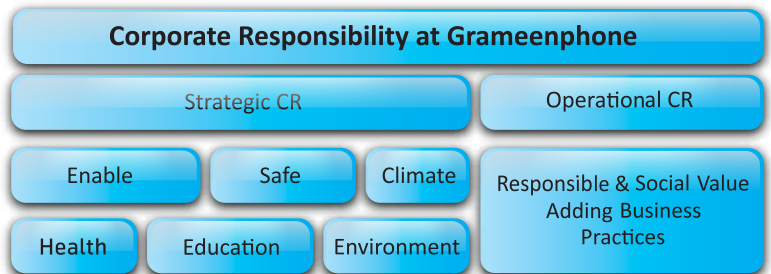 Corporate Responsibility at Grameenphone
Strategic CR
Operational CR
Enable
Safe
Climate
Responsible & Social Value
Adding Business
Practices
Health
Education
Environment